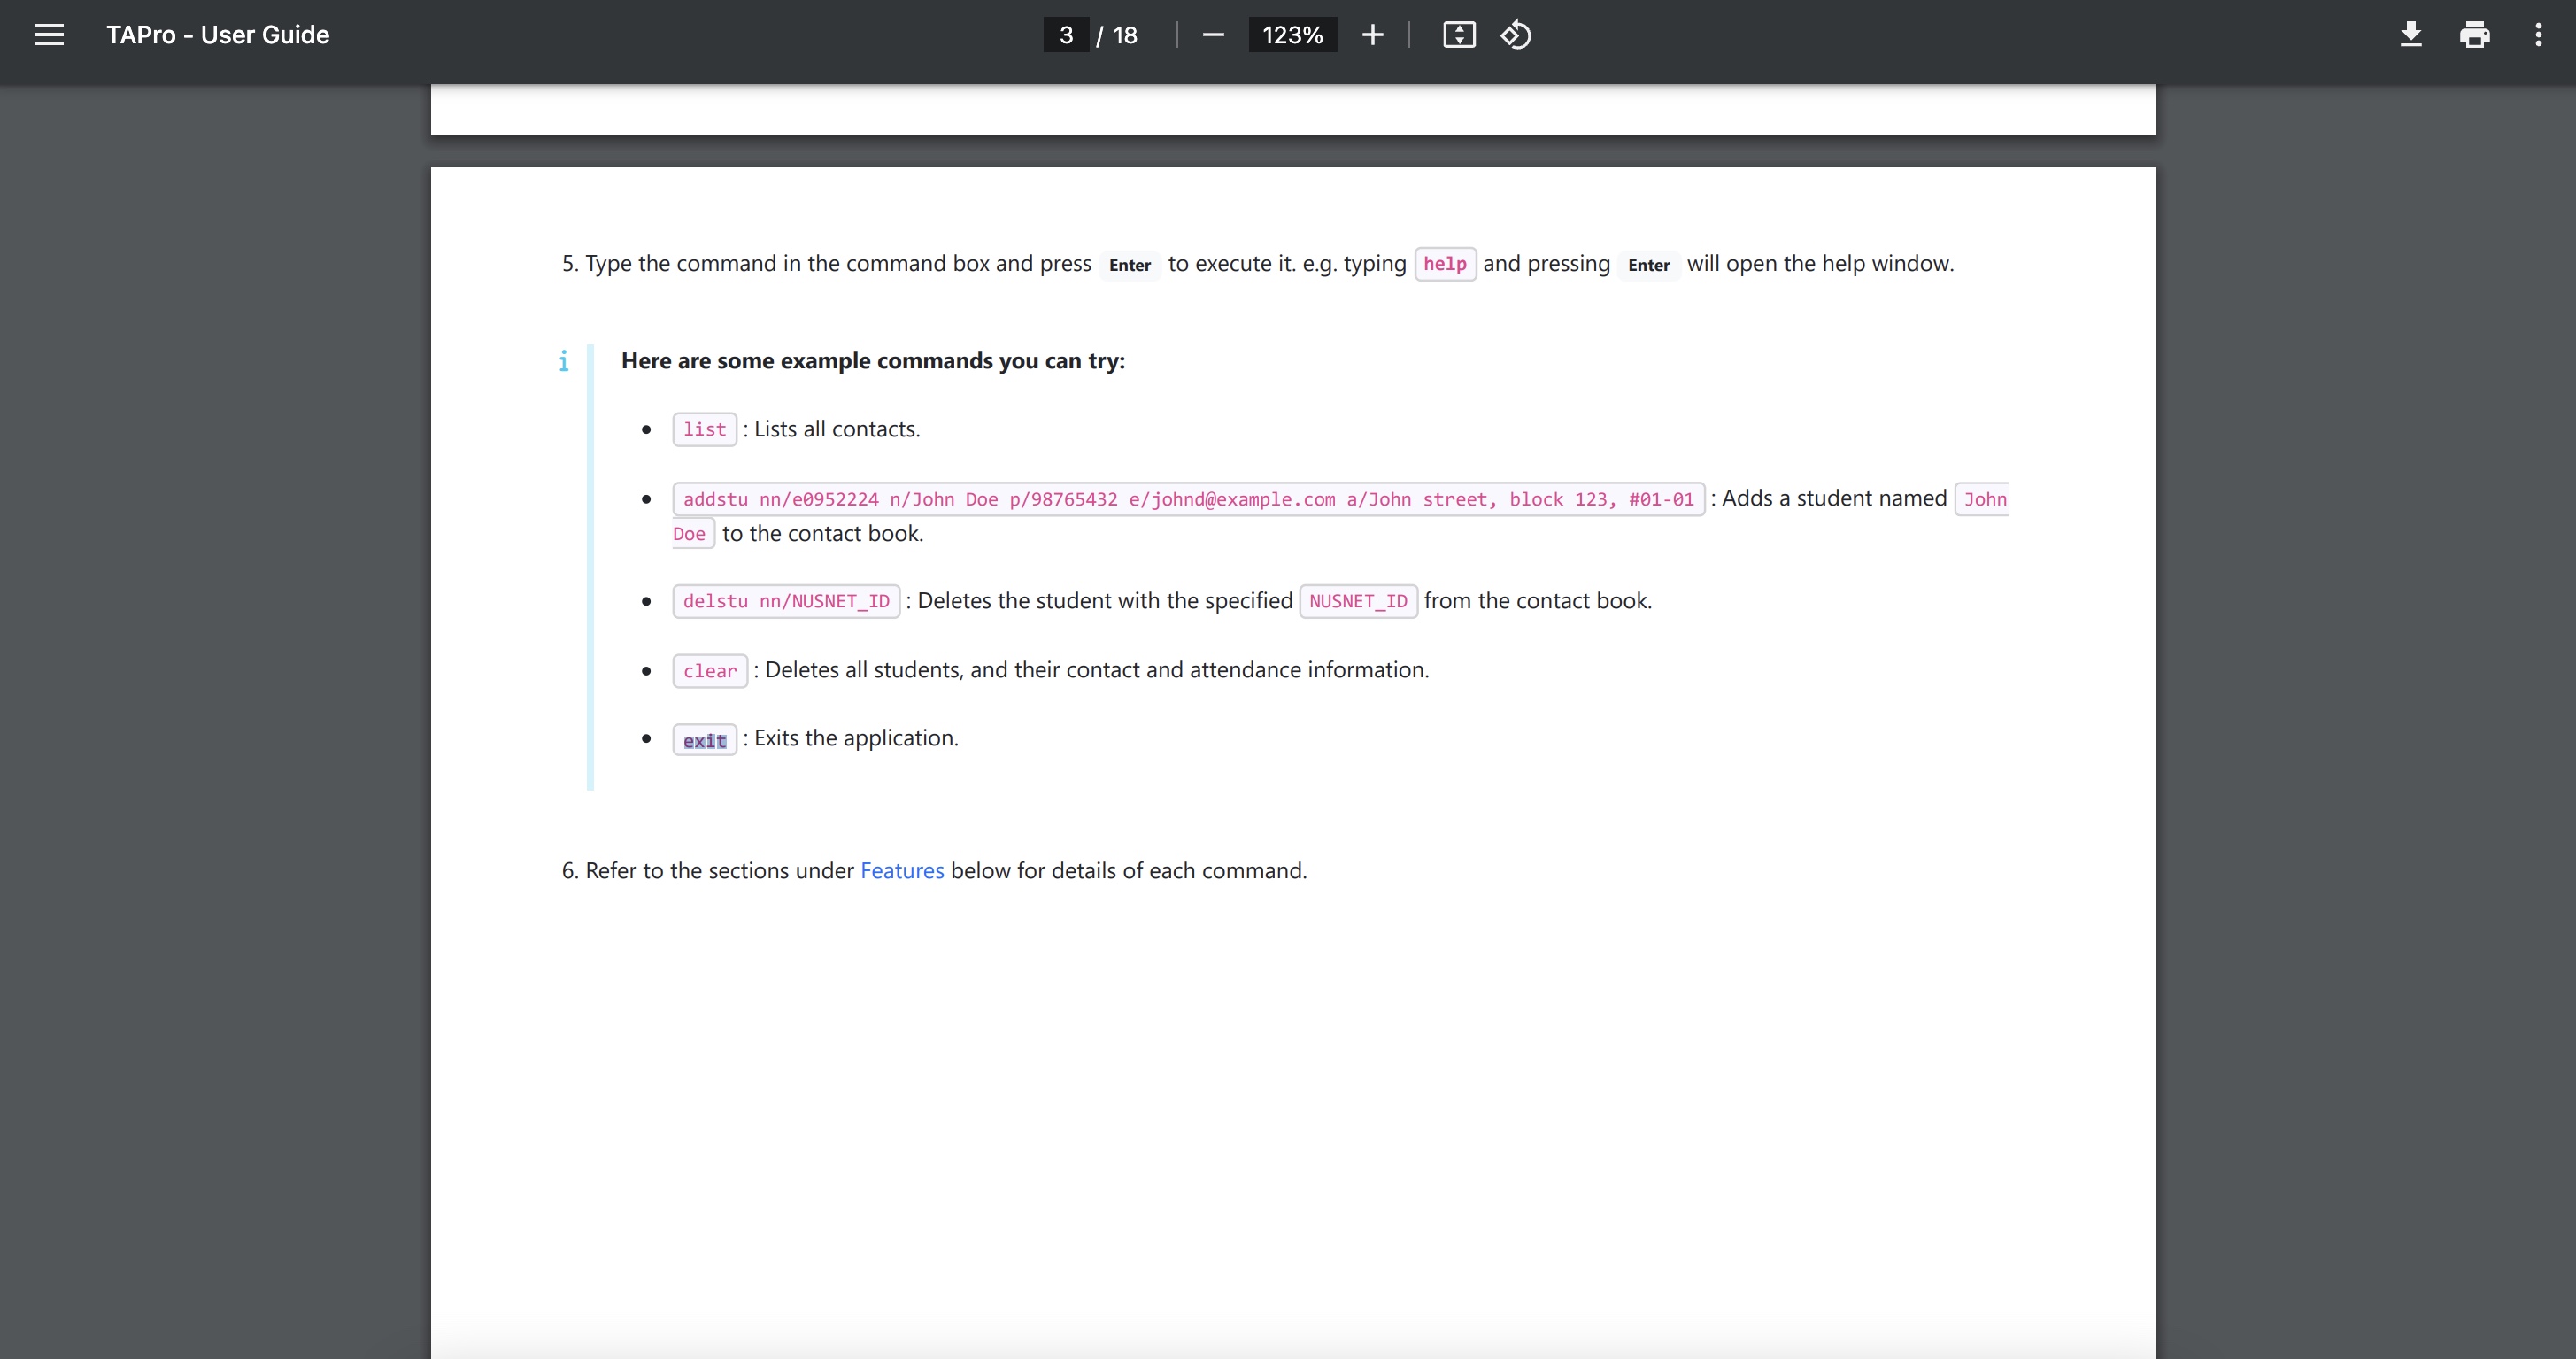 TAPro - User Guide
3 / 18
123%
5. Type the command in the command box and press Enter to execute it. e.g. typing help and pressing Enter will open the help window.
i
Here are some example commands you can try:
• list : Lists all contacts.
• addstu nn/e0952224 n/John Doe p/98765432 e/johnd@example.com a/John street, block 123, #01-01 : Adds a student named John
Doe to the contact book.
• delstu nn/NUSNET_ID : Deletes the student with the specified NUSNET_ID from the contact book.
• clear : Deletes all students, and their contact and attendance information.
• exit : Exits the application.
6. Refer to the sections under Features below for details of each command.